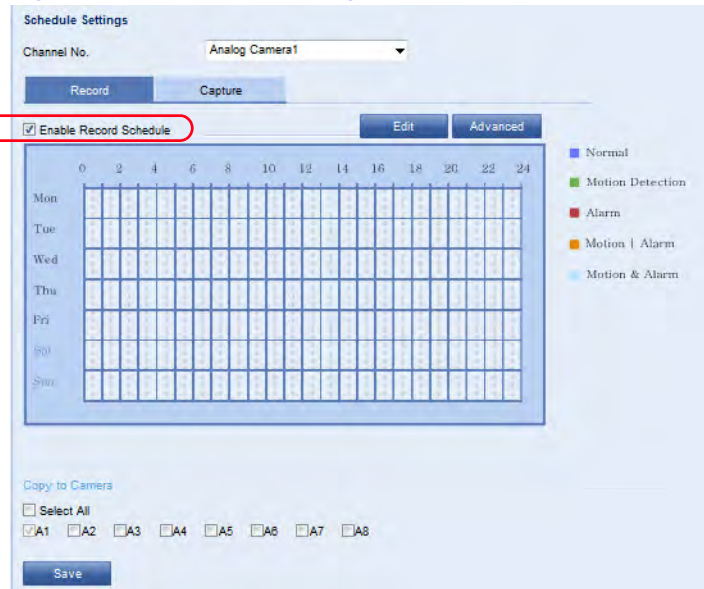 Schedule Settings
Channel No. Analog Camera1
Record Capture
Enable Record Schedule Edit Advanced
0 2 4 6 8 10 12 14 16 18 20 22 24
Mon
Tue
Wed
Thu
Fri
Sat
Sun
Normal
Motion Detection
Alarm
Motion | Alarm
Motion & Alarm
Copy to Camera
Select All
A1 A2 A3 A4 A5 A6 A7 A8
Save